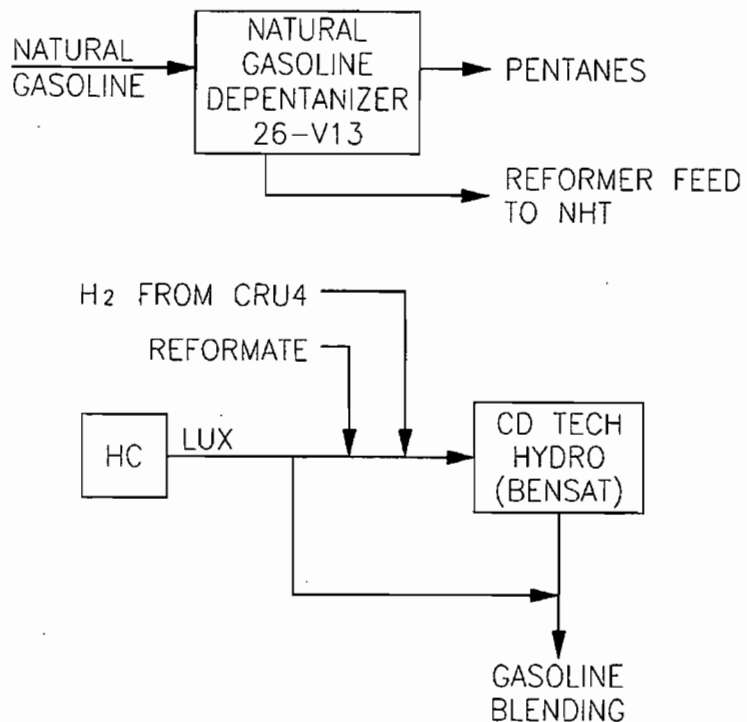 NATURAL
GASOLINE
NATURAL
GASOLINE
DEPENTANIZER
26-V13
PENTANES
REFORMER FEED
TO NHT
H2 FROM CRU4
REFORMATE
HC
LUX
CD TECH
HYDRO
(BENSAT)
GASOLINE
BLENDING